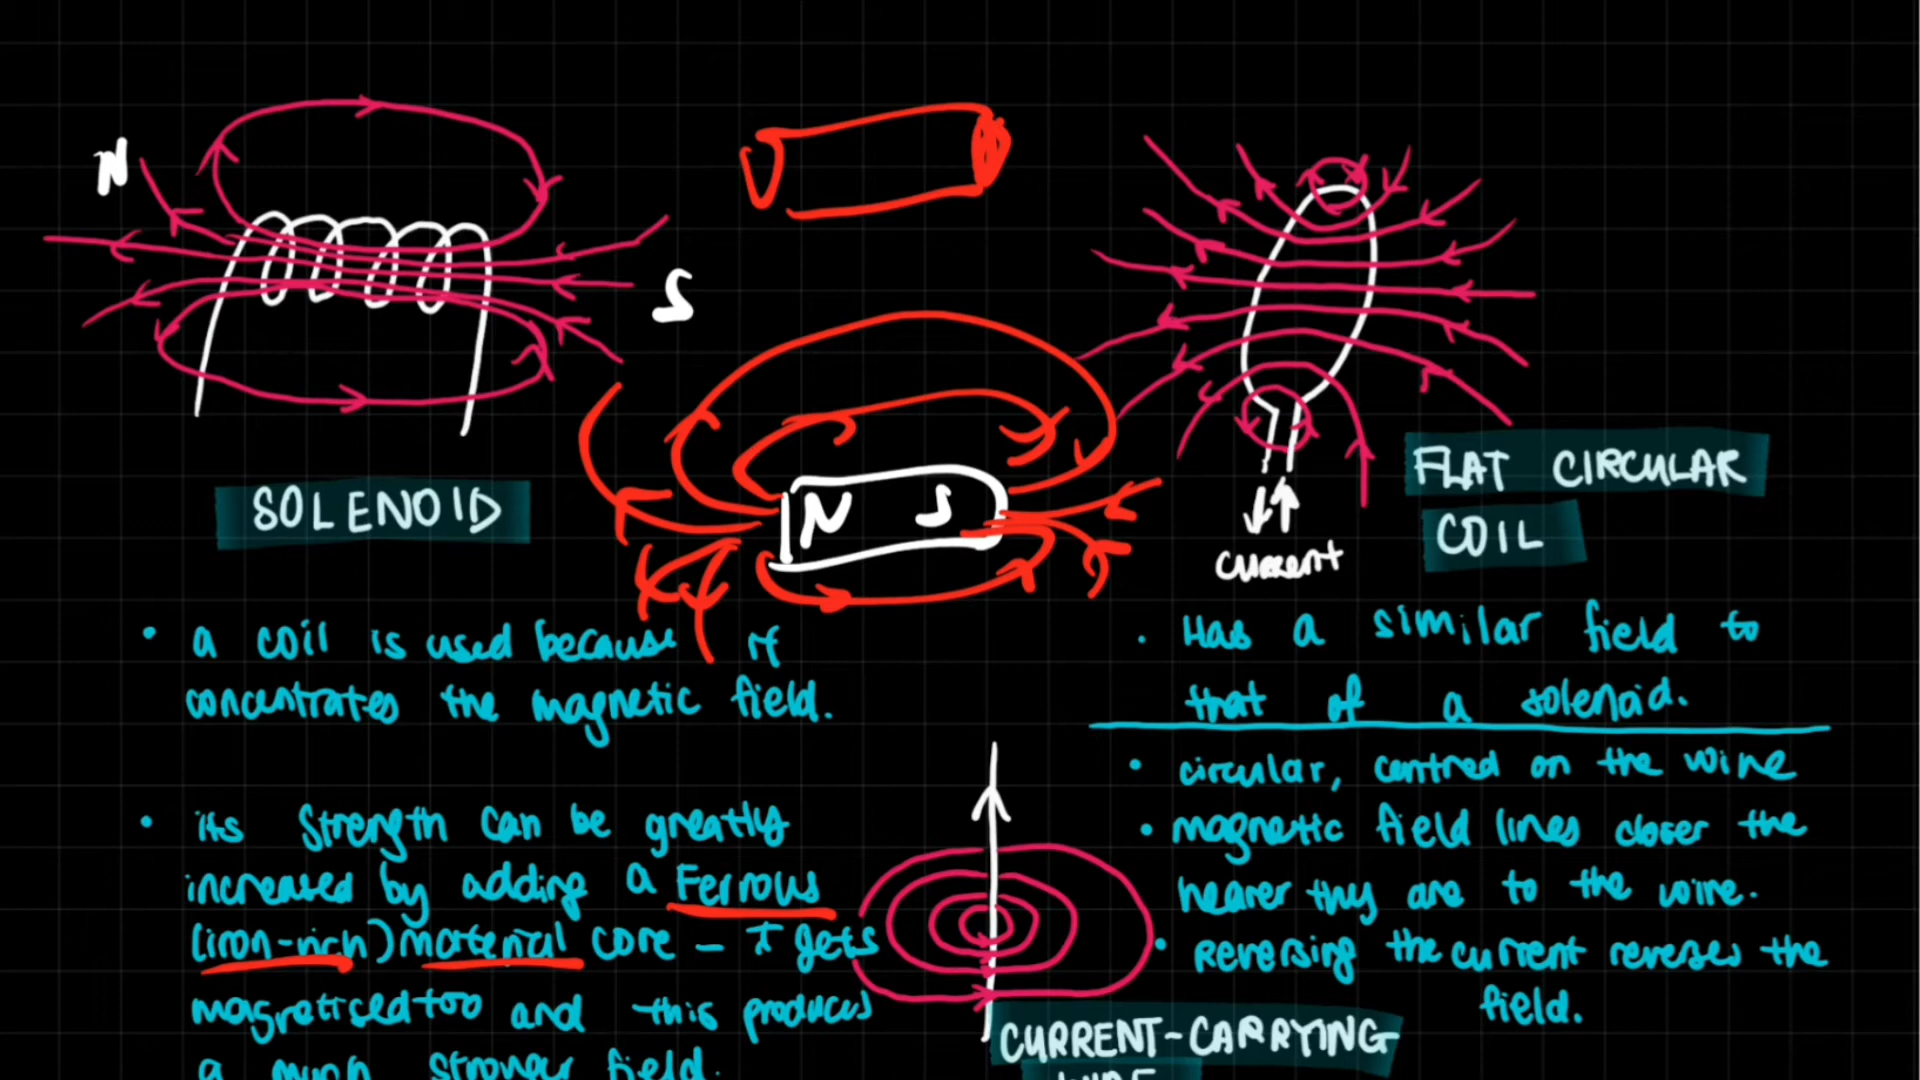 N
S
SOLENOID
N S
FLAT CIRCULAR
COIL
current
• a coil is used because it
concentrates the magnetic field.
• its strength can be greatly
increased by adding a Ferrous
(iron-rich) material core - it gets
magnetised too and this produces
a much stronger field.
• Has a similar field to
that of a solenoid.
• circular, centred on the wire
• magnetic field lines closer the
nearer they are to the wire.
• Reversing the current reverses the
field.
CURRENT-CARRYING
WIRE